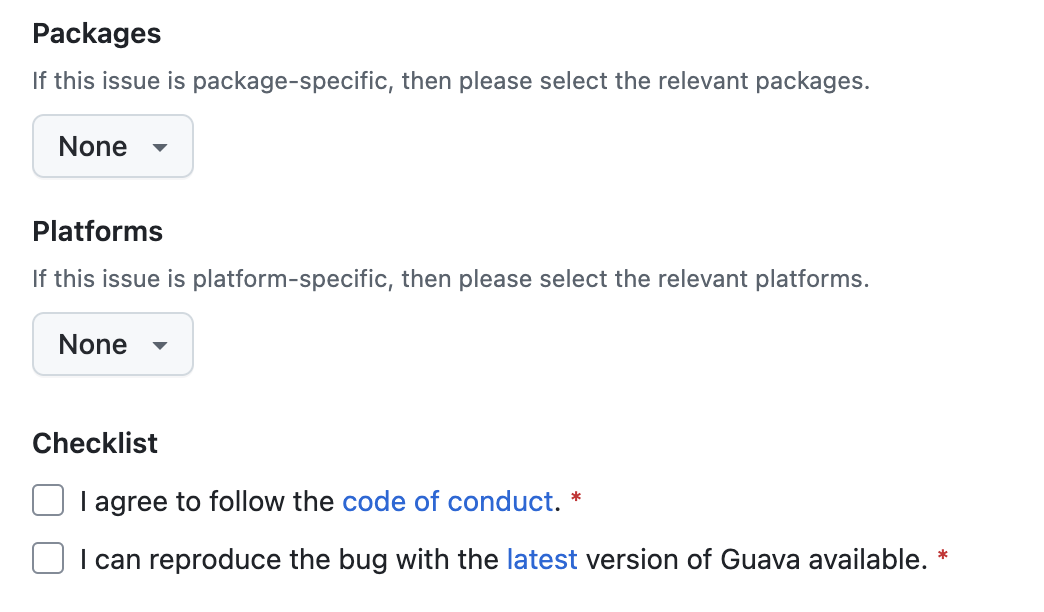 Packages
If this issue is package-specific, then please select the relevant packages.
None
Platforms
If this issue is platform-specific, then please select the relevant platforms.
None
Checklist
I agree to follow the code of conduct. *
I can reproduce the bug with the latest version of Guava available. *